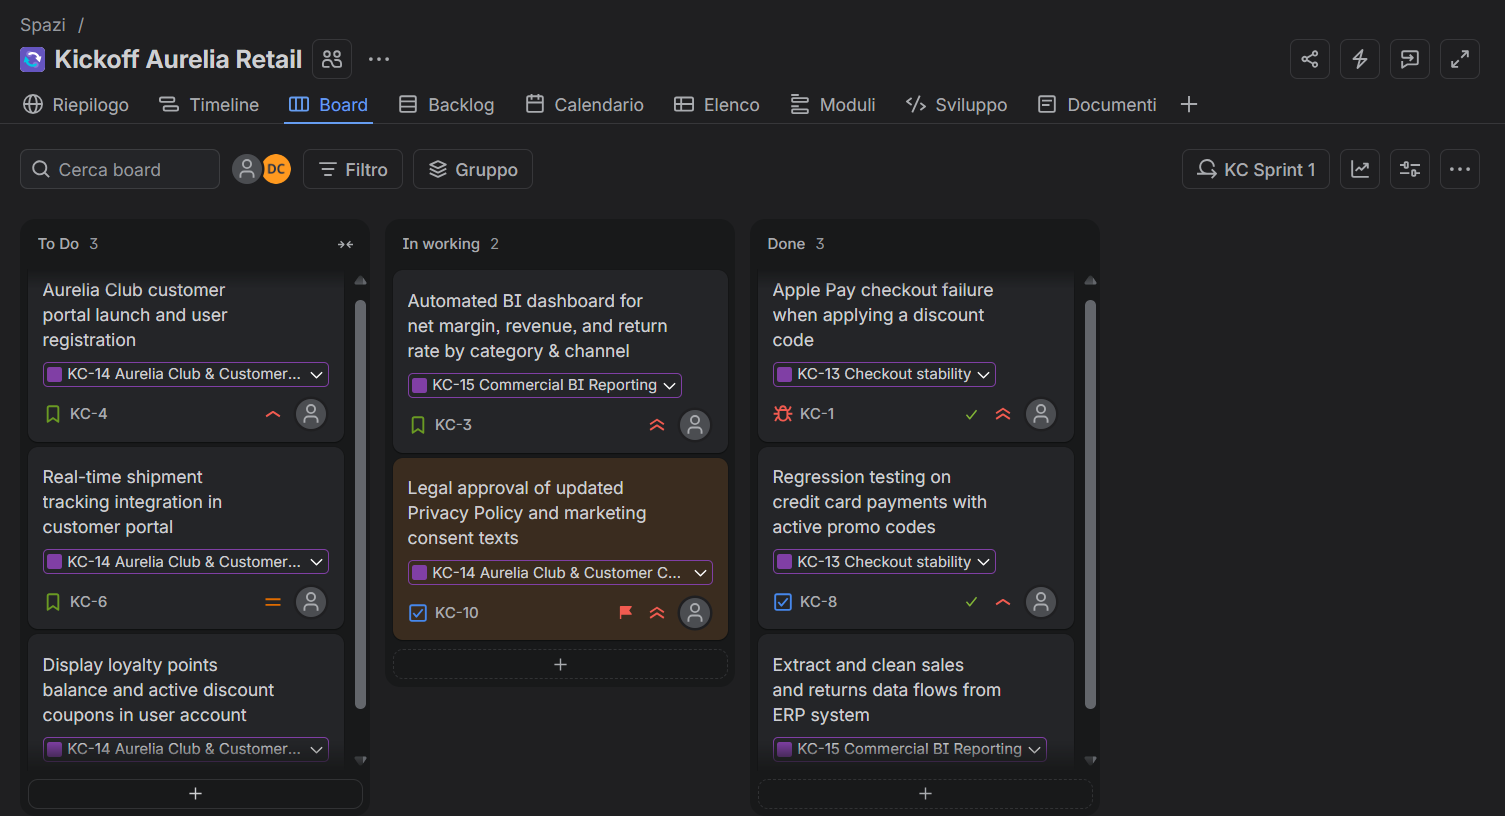 Spazi /
Kickoff Aurelia Retail
Riepilogo Timeline Board Backlog Calendario Elenco Moduli Sviluppo Documenti
Cerca board DC Filtro Gruppo KC Sprint 1
To Do 3
Aurelia Club customer
portal launch and user
registration
KC-14 Aurelia Club & Customer...
KC-4
Real-time shipment
tracking integration in
customer portal
KC-14 Aurelia Club & Customer...
KC-6
Display loyalty points
balance and active discount
coupons in user account
KC-14 Aurelia Club & Customer...
In working 2
Automated BI dashboard for
net margin, revenue, and return
rate by category & channel
KC-15 Commercial BI Reporting
KC-3
Legal approval of updated
Privacy Policy and marketing
consent texts
KC-14 Aurelia Club & Customer C...
KC-10
Done 3
Apple Pay checkout failure
when applying a discount
code
KC-13 Checkout stability
KC-1
Regression testing on
credit card payments with
active promo codes
KC-13 Checkout stability
KC-8
Extract and clean sales
and returns data flows from
ERP system
KC-15 Commercial BI Reporting